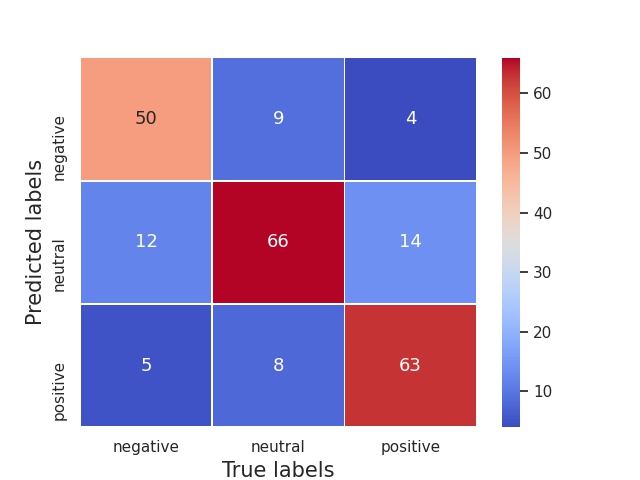 negative
50 9 4
neutral
12 66 14
positive
5 8 63
negative neutral positive
True labels
Predicted labels
60
50
40
30
20
10